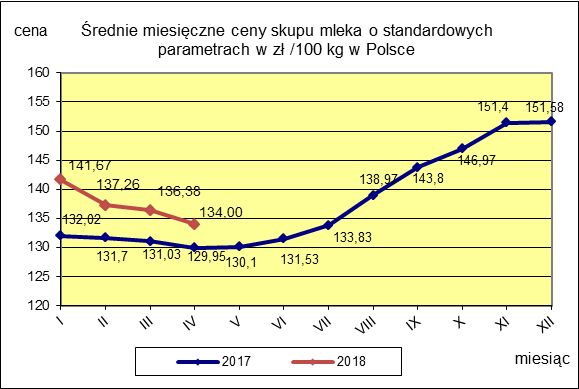 cena
Średnie miesięczne ceny skupu mleka o standardowych
parametrach w zł /100 kg w Polsce
160
155
150
145
140
135
130
125
120
141,67
137,26
136,38
134,00
132,02
131,7
131,03
129,95
130,1
131,53
133,83
138,97
143,8
146,97
151,4
151,58
I
II
III
IV
V
VI
VII
VIII
IX
X
XI
XII
miesiąc
2017
2018